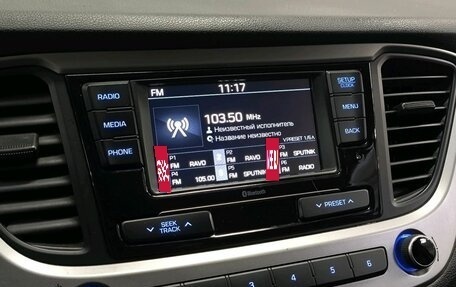 FM 11:17
RADIO
MEDIA
PHONE
SETUP
CLOCK
MENU
BACK
103.50 MHz
Неизвестный исполнитель
Название неизвестно
PRESET 1/6
P1 FM RAVO
P2 FM RAVO
P3 FM SPUTNIK
P4 FM 105.00
P5 FM SPUTNIK
P6 FM RADIO
Bluetooth
∨ SEEK TRACK ∧
∨ PRESET ∧
5 6